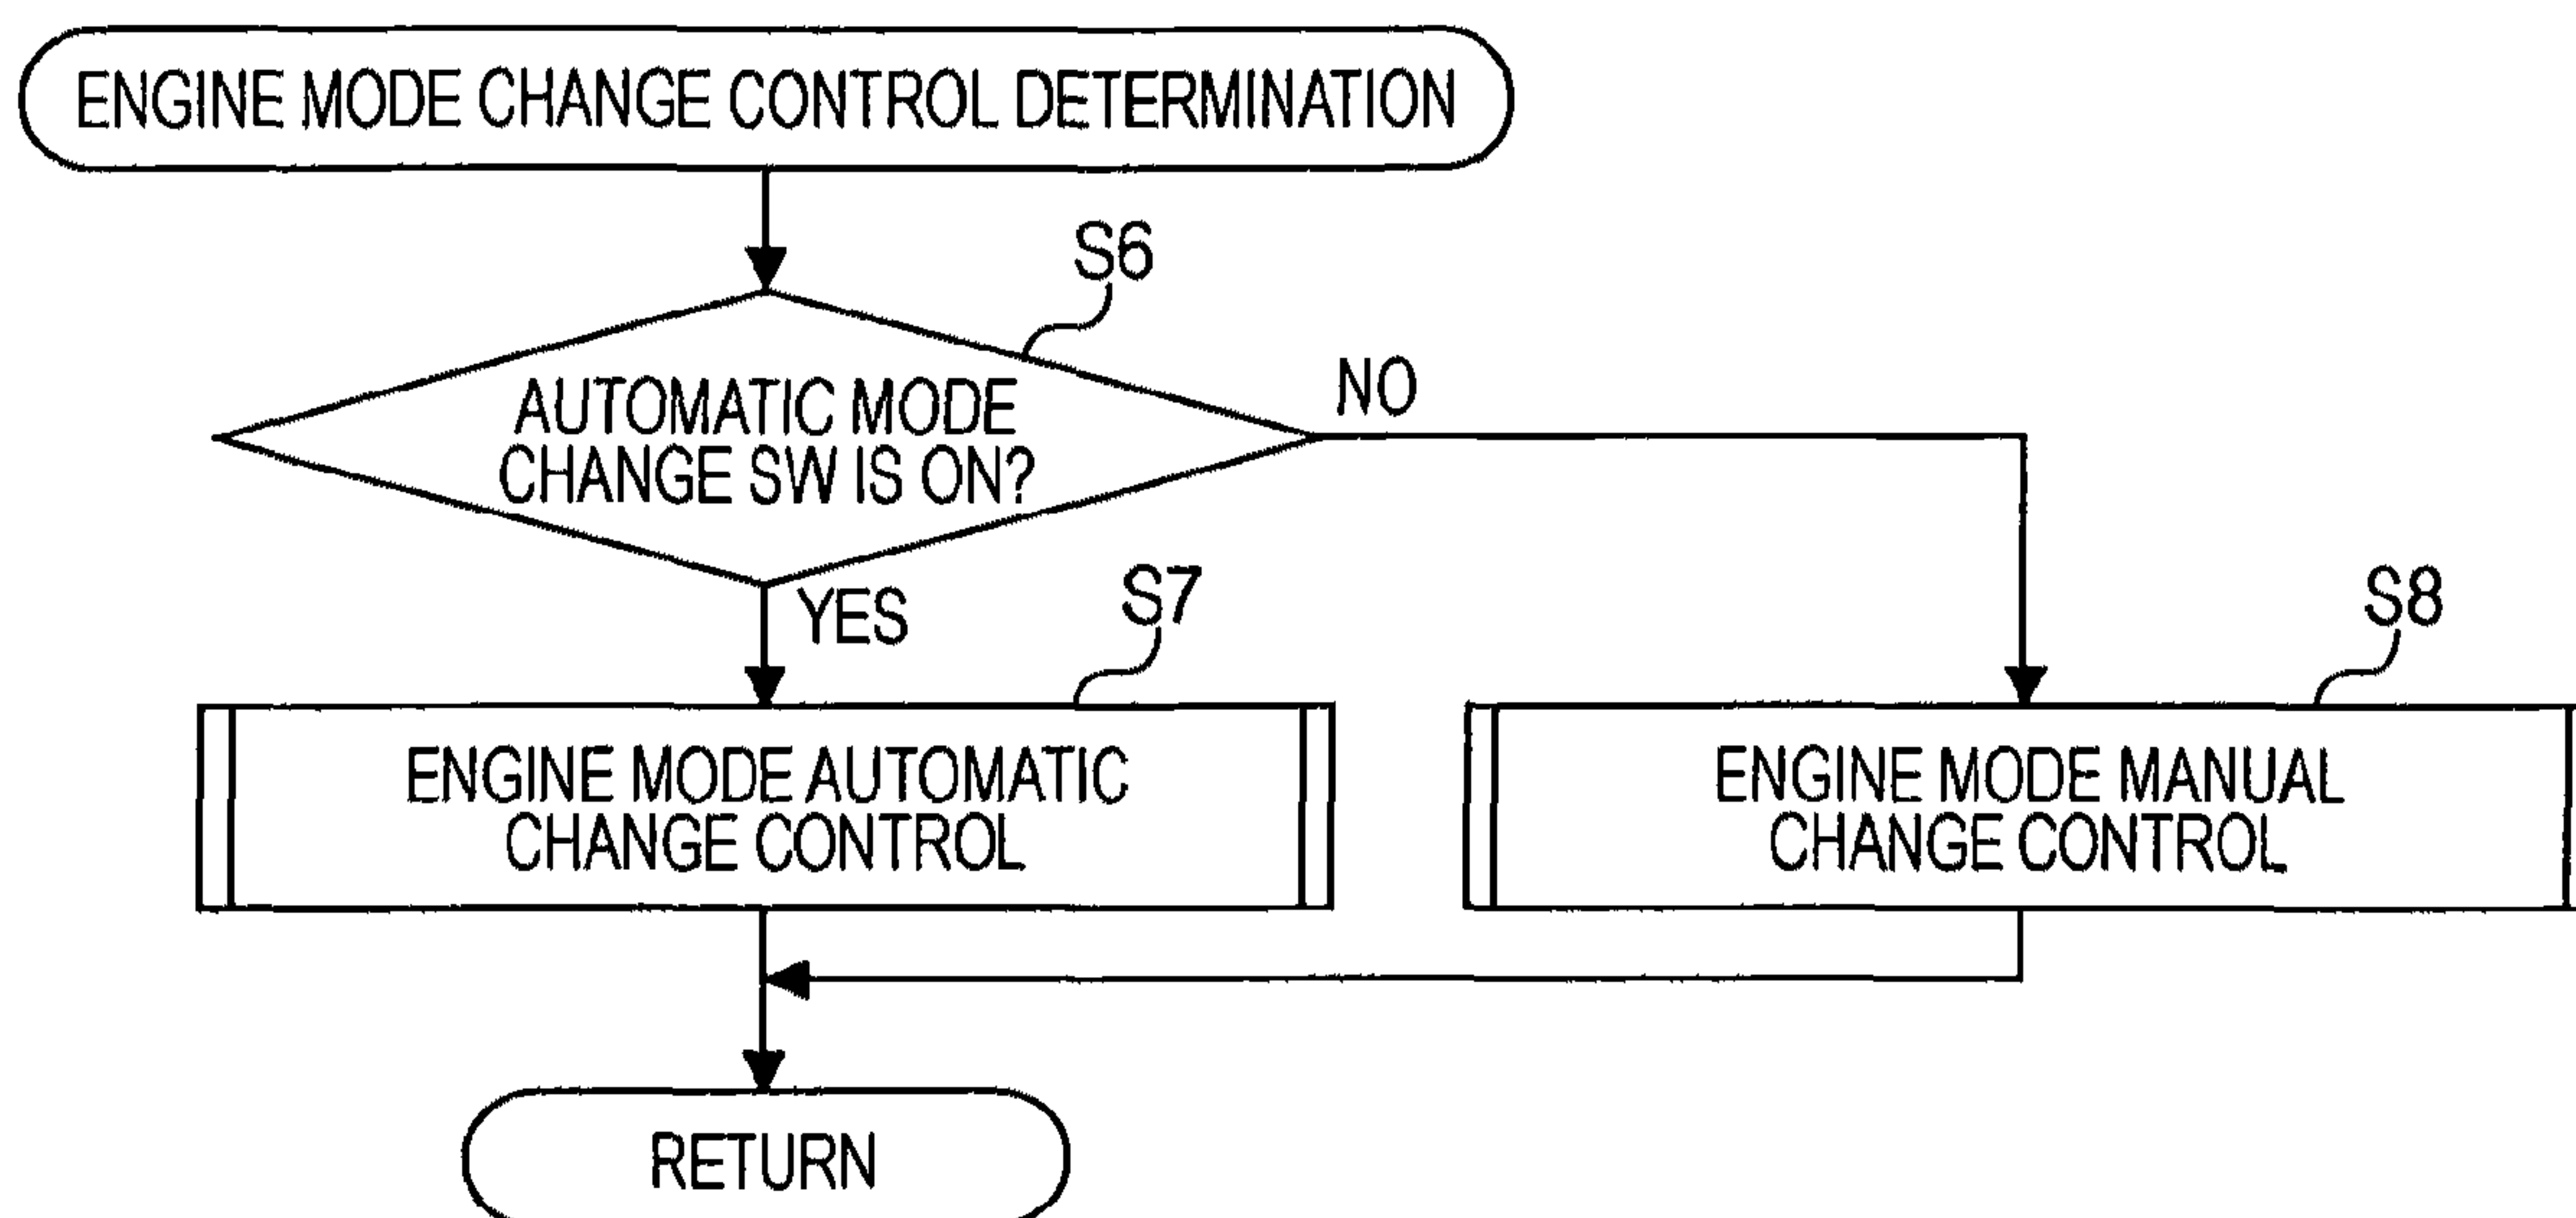 ENGINE MODE CHANGE CONTROL DETERMINATION
S6
AUTOMATIC MODE
CHANGE SW IS ON?
NO
YES
S7
S8
ENGINE MODE AUTOMATIC
CHANGE CONTROL
ENGINE MODE MANUAL
CHANGE CONTROL
RETURN